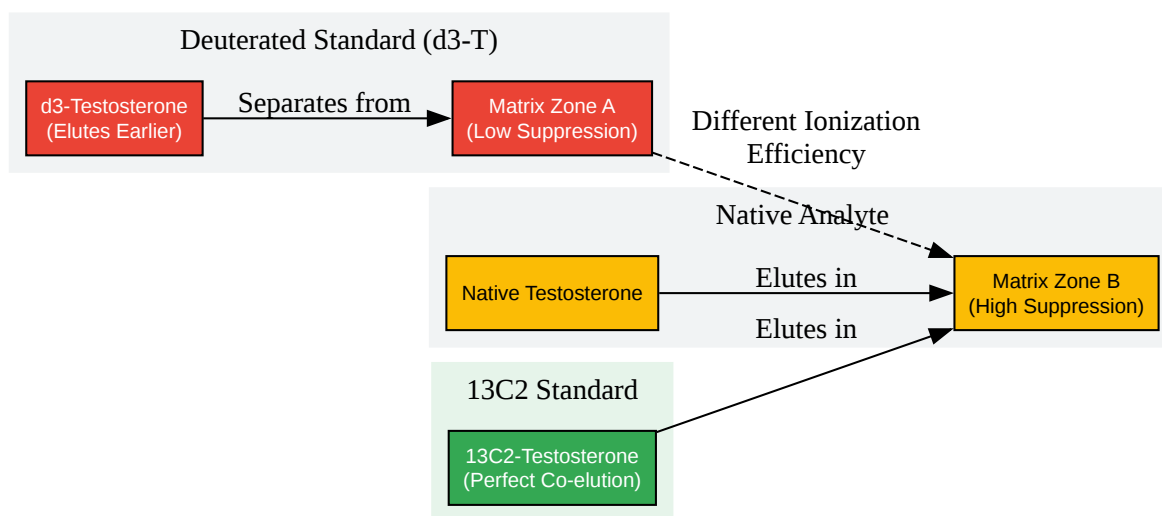 Deuterated Standard (d3-T)
d3-Testosterone
(Elutes Earlier)
Separates from
Matrix Zone A
(Low Suppression)
Different Ionization
Efficiency
Native Analyte
Native Testosterone
Elutes in
Matrix Zone B
(High Suppression)
Elutes in
13C2 Standard
13C2-Testosterone
(Perfect Co-elution)